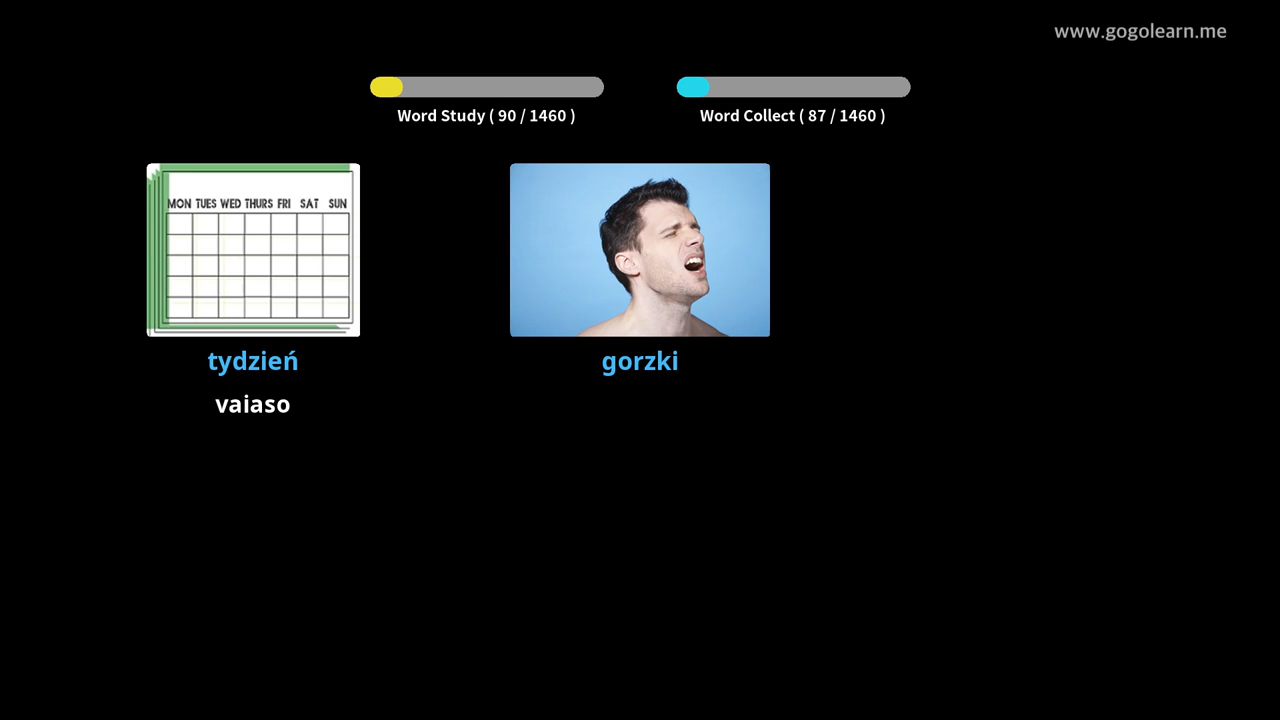 www.gogolearn.me
Word Study ( 90 / 1460 )
Word Collect ( 87 / 1460 )
MON TUES WED THURS FRI SAT SUN
tydzień
gorzki
vaiaso